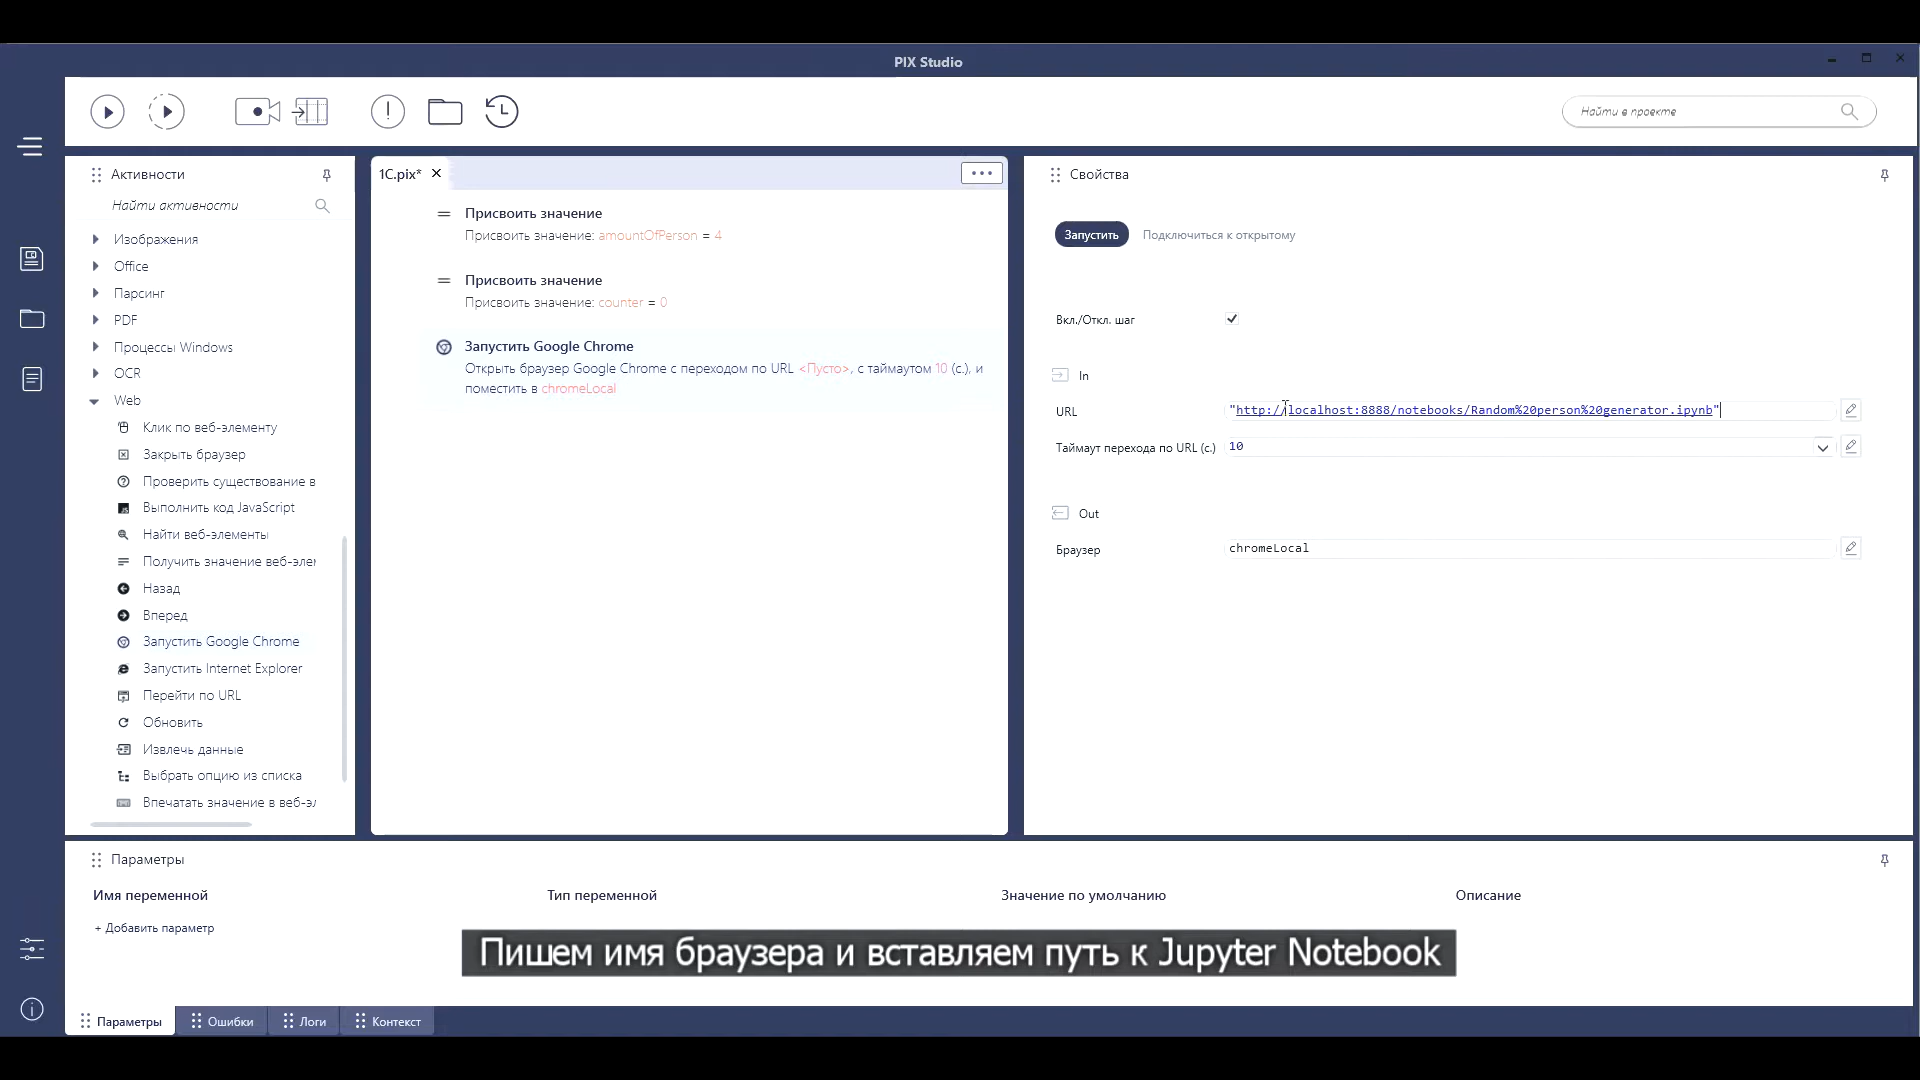 PIX Studio
Найти в проекте
Активности
Найти активности
Изображения
Office
Парсинг
PDF
Процессы Windows
OCR
Web
Клик по веб-элементу
Закрыть браузер
Проверить существование в
Выполнить код JavaScript
Найти веб-элементы
Получить значение веб-элем
Назад
Вперед
Запустить Google Chrome
Запустить Internet Explorer
Перейти по URL
Обновить
Извлечь данные
Выбрать опцию из списка
Впечатать значение в веб-эл
1C.pix*
Присвоить значение
Присвоить значение: amountOfPerson = 4
Присвоить значение
Присвоить значение: counter = 0
Запустить Google Chrome
Открыть браузер Google Chrome с переходом по URL <Пусто>, с таймаутом 10 (с.), и
поместить в chromeLocal
Свойства
Запустить Подключиться к открытому
Вкл./Откл. шаг
In
URL "http://localhost:8888/notebooks/Random%20person%20generator.ipynb"
Таймаут перехода по URL (с.) 10
Out
Браузер chromeLocal
Параметры
Имя переменной Тип переменной Значение по умолчанию Описание
+ Добавить параметр
Пишем имя браузера и вставляем путь к Jupyter Notebook
Параметры Ошибки Логи Контекст